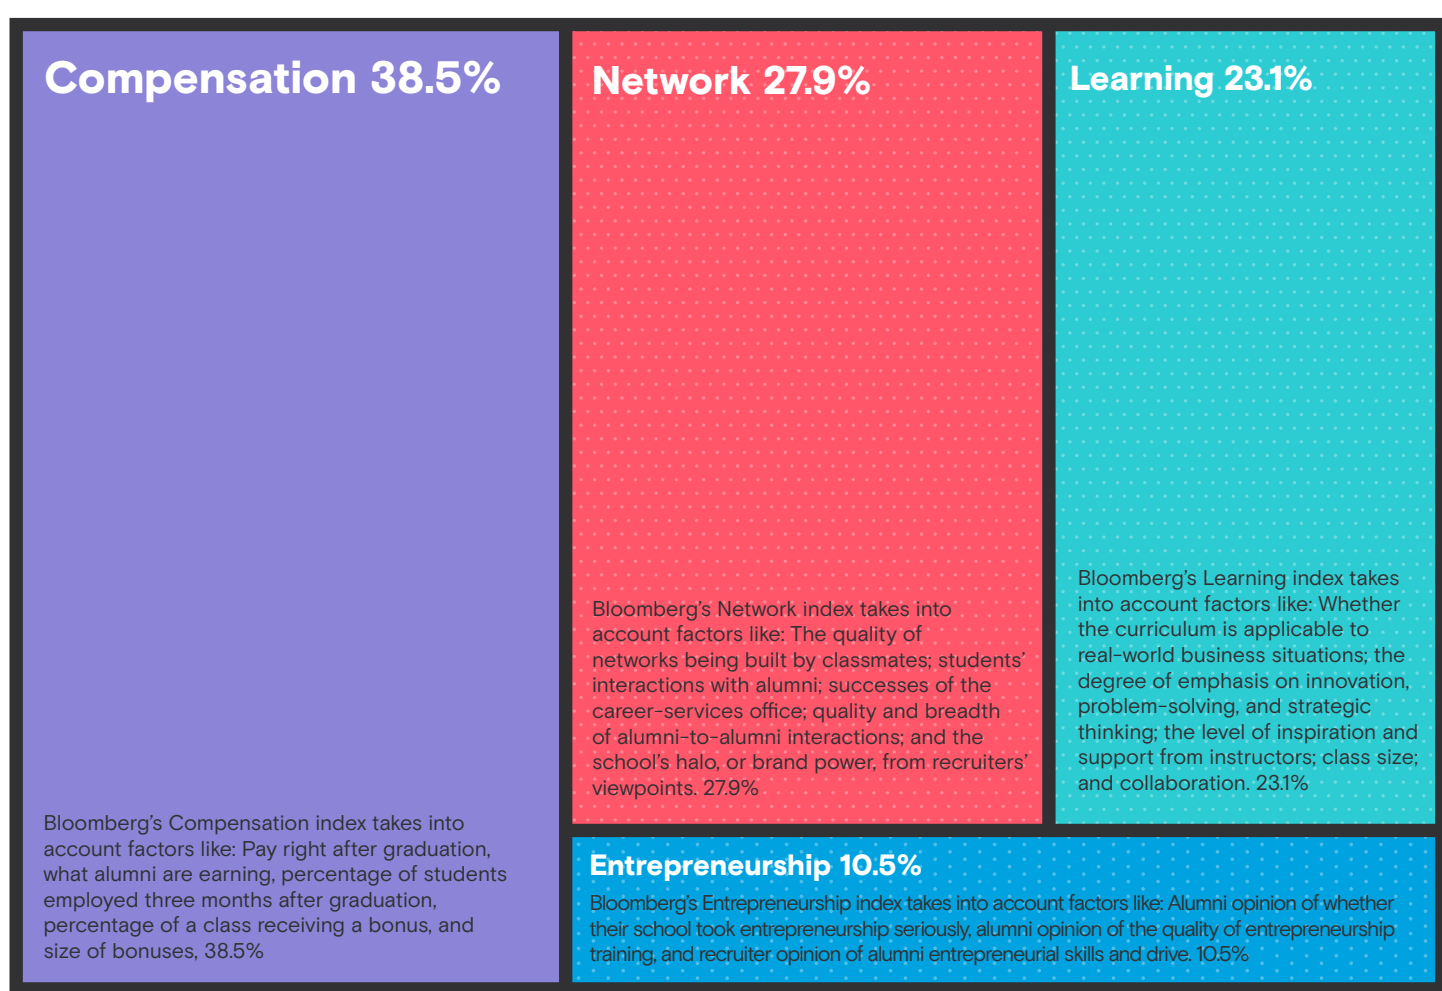 Compensation 38.5%
Bloomberg's Compensation index takes into
account factors like: Pay right after graduation,
what alumni are earning, percentage of students
employed three months after graduation,
percentage of a class receiving a bonus, and
size of bonuses, 38.5%
Network 27.9%
Bloomberg's Network index takes into
account factors like: The quality of
networks being built by classmates; students'
interactions with alumni; successes of the
career-services office; quality and breadth
of alumni-to-alumni interactions; and the
school's halo, or brand power, from recruiters'
viewpoints. 27.9%
Learning 23.1%
Bloomberg's Learning index takes
into account factors like: Whether
the curriculum is applicable to
real-world business situations; the
degree of emphasis on innovation,
problem-solving, and strategic
thinking; the level of inspiration and
support from instructors; class size;
and collaboration. 23.1%
Entrepreneurship 10.5%
Bloomberg's Entrepreneurship index takes into account factors like: Alumni opinion of whether
their school took entrepreneurship seriously, alumni opinion of the quality of entrepreneurship
training, and recruiter opinion of alumni entrepreneurial skills and drive. 10.5%